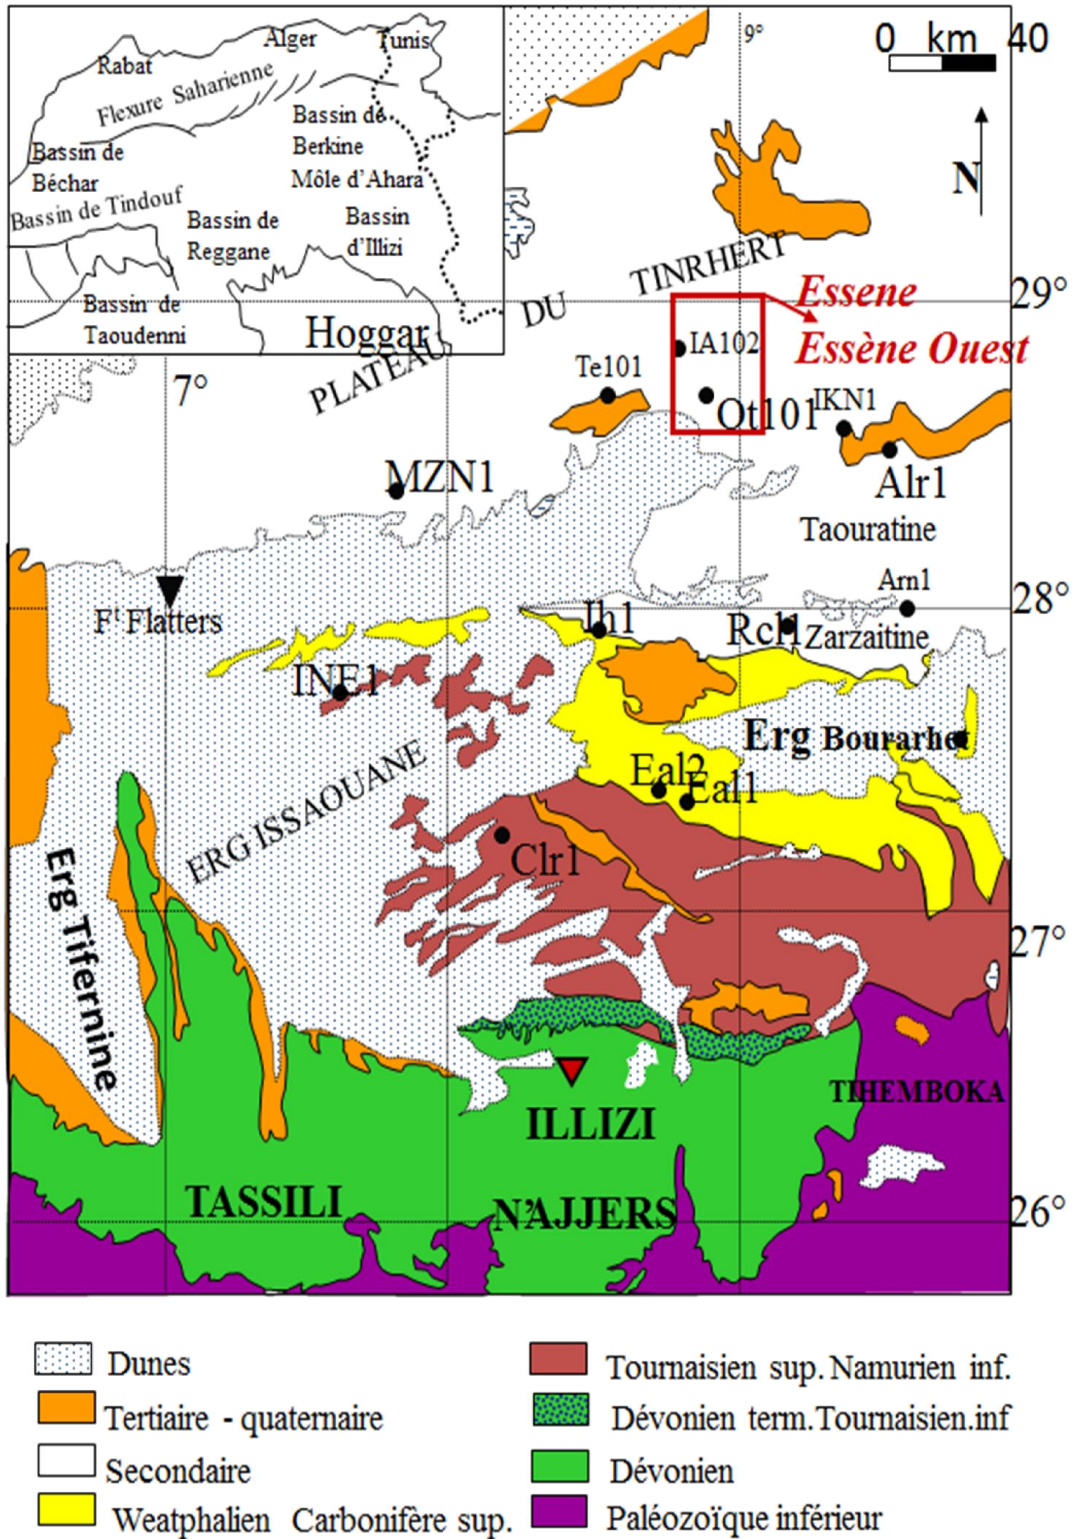 Alger
Tunis
Rabat
Flexure Saharienne
Bassin de
Berkine
Môle d'Ahara
Bassin de
Béchar
Bassin de Tindouf
Bassin de
Reggane
Bassin
d'Illizi
Bassin de
Taoudenni
Hoggar
9°
0 km 40
N
PLATEAU DU TINRHERT
29°
Essene
Essène Ouest
IA102
7°
Te101
Ot101
IKN1
Alr1
MZN1
Taouratine
Arn1
28°
Fᵗ Flatters
Ih1
Rcl1
Zarzaitine
INE1
Erg Bourarhet
Eal2
Eal1
ERG ISSAOUANE
Clr1
Erg Tifernine
27°
TIHEMBOKA
ILLIZI
TASSILI
N'AJJERS
26°
Dunes
Tertiaire - quaternaire
Secondaire
Weatphalien Carbonifère sup.
Tournaisien sup. Namurien inf.
Dévonien term.Tournaisien.inf
Dévonien
Paléozoïque inférieur